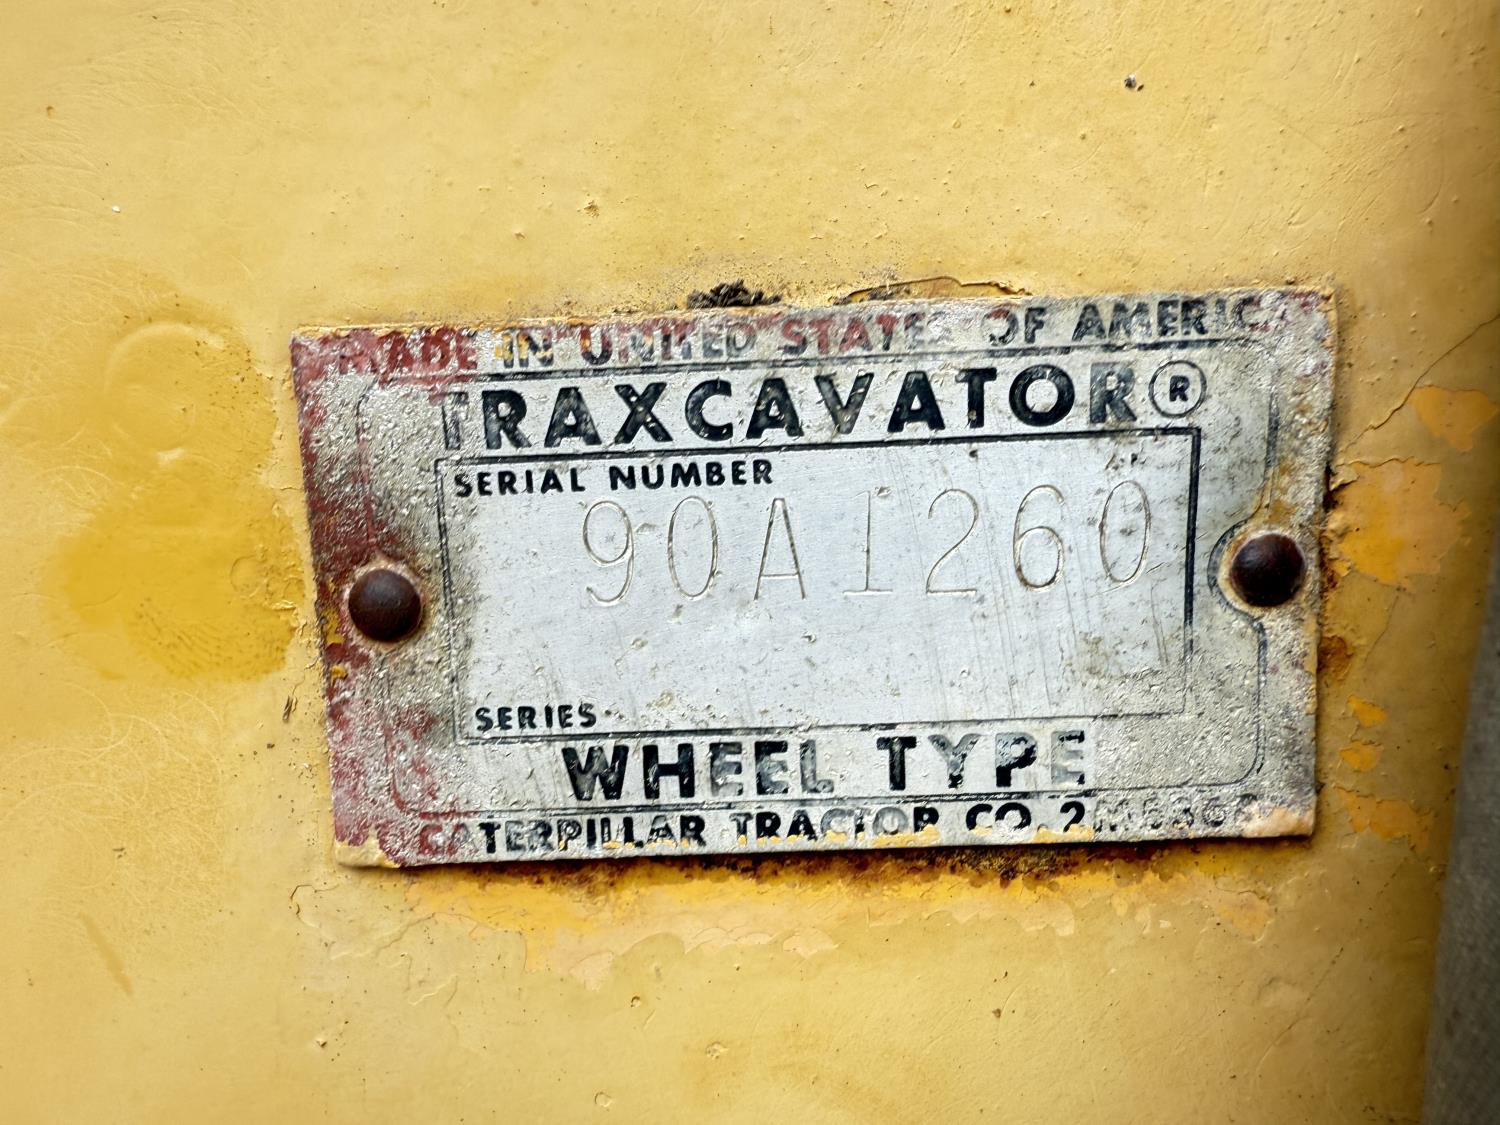 MADE IN UNITED STATES OF AMERICA
TRAXCAVATOR®
SERIAL NUMBER
90A1260
SERIES
WHEEL TYPE
CATERPILLAR TRACTOR CO.